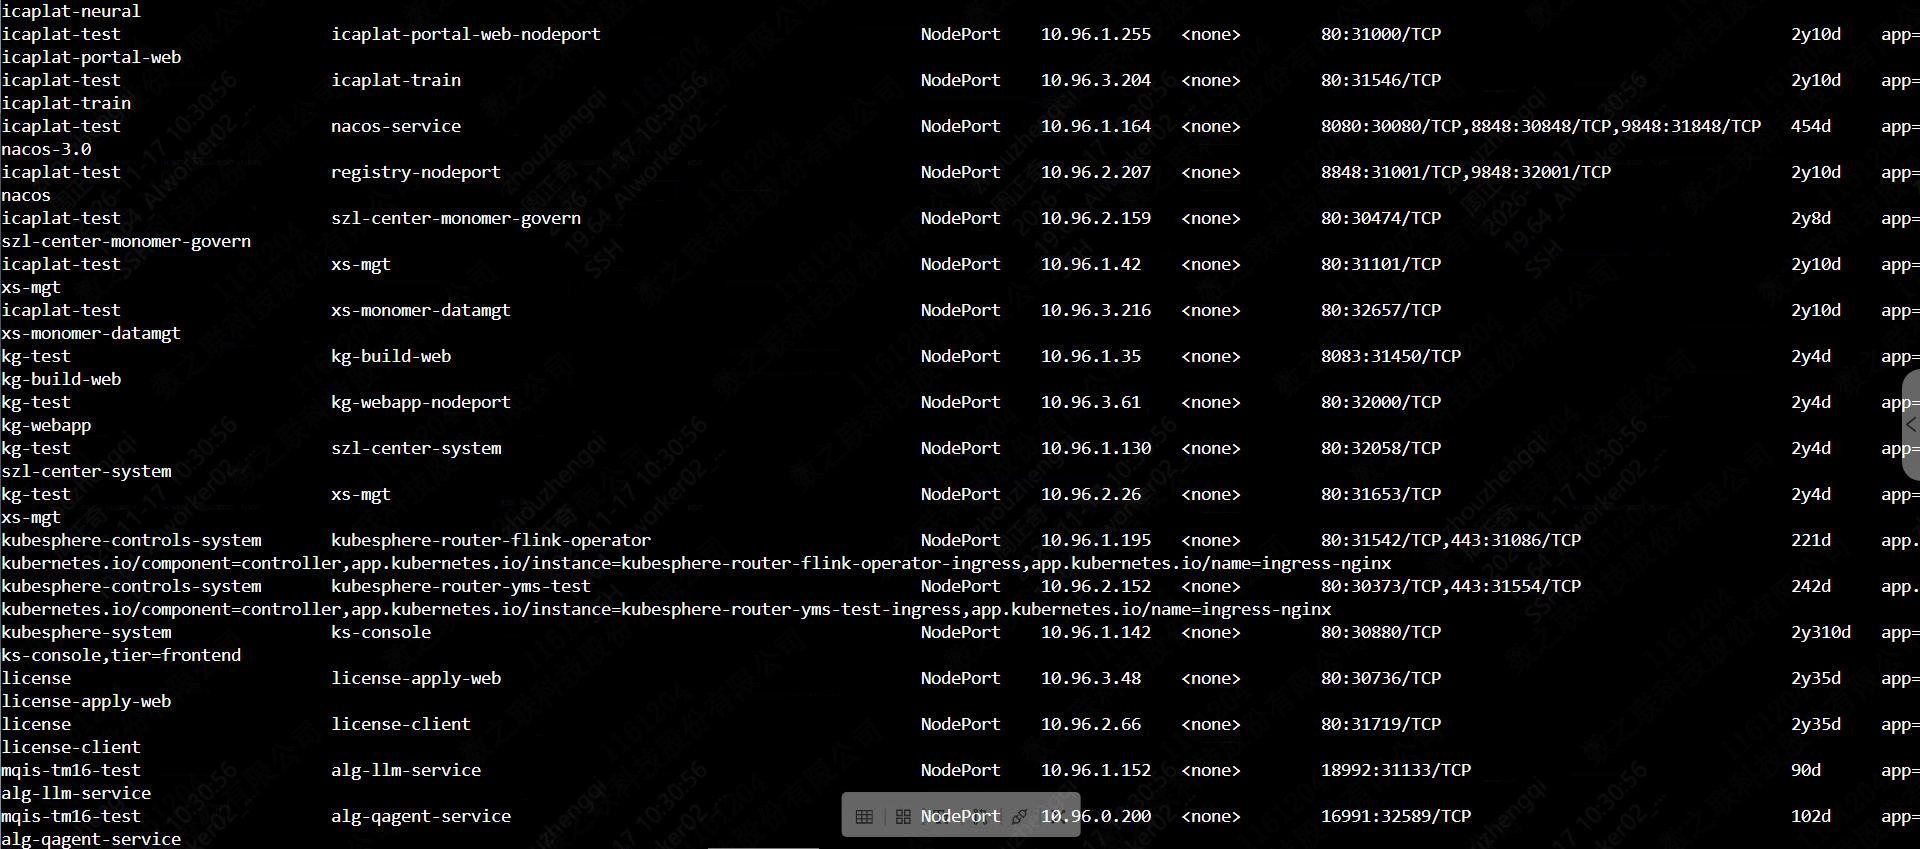 icaplat-neural
icaplat-test icaplat-portal-web-nodeport NodePort 10.96.1.255 <none> 80:31000/TCP 2y10d app=
icaplat-portal-web
icaplat-test icaplat-train NodePort 10.96.3.204 <none> 80:31546/TCP 2y10d app=
icaplat-train
icaplat-test nacos-service NodePort 10.96.1.164 <none> 8080:30080/TCP,8848:30848/TCP,9848:31848/TCP 454d app=
nacos-3.0
icaplat-test registry-nodeport NodePort 10.96.2.207 <none> 8848:31001/TCP,9848:32001/TCP 2y10d app=
nacos
icaplat-test szl-center-monomer-govern NodePort 10.96.2.159 <none> 80:30474/TCP 2y8d app=
szl-center-monomer-govern
icaplat-test xs-mgt NodePort 10.96.1.42 <none> 80:31101/TCP 2y10d app=
xs-mgt
icaplat-test xs-monomer-datamgt NodePort 10.96.3.216 <none> 80:32657/TCP 2y10d app=
xs-monomer-datamgt
kg-test kg-build-web NodePort 10.96.1.35 <none> 8083:31450/TCP 2y4d app=
kg-build-web
kg-test kg-webapp-nodeport NodePort 10.96.3.61 <none> 80:32000/TCP 2y4d app=
kg-webapp
kg-test szl-center-system NodePort 10.96.1.130 <none> 80:32058/TCP 2y4d app=
szl-center-system
kg-test xs-mgt NodePort 10.96.2.26 <none> 80:31653/TCP 2y4d app=
xs-mgt
kubesphere-controls-system kubesphere-router-flink-operator NodePort 10.96.1.195 <none> 80:31542/TCP,443:31086/TCP 221d app.
kubernetes.io/component=controller,app.kubernetes.io/instance=kubesphere-router-flink-operator-ingress,app.kubernetes.io/name=ingress-nginx
kubesphere-controls-system kubesphere-router-yms-test NodePort 10.96.2.152 <none> 80:30373/TCP,443:31554/TCP 242d app.
kubernetes.io/component=controller,app.kubernetes.io/instance=kubesphere-router-yms-test-ingress,app.kubernetes.io/name=ingress-nginx
kubesphere-system ks-console NodePort 10.96.1.142 <none> 80:30880/TCP 2y310d app=
ks-console,tier=frontend
license license-apply-web NodePort 10.96.3.48 <none> 80:30736/TCP 2y35d app=
license-apply-web
license license-client NodePort 10.96.2.66 <none> 80:31719/TCP 2y35d app=
license-client
mqis-tm16-test alg-llm-service NodePort 10.96.1.152 <none> 18992:31133/TCP 90d app=
alg-llm-service
mqis-tm16-test alg-qagent-service NodePort 10.96.0.200 <none> 16991:32589/TCP 102d app=
alg-qagent-service